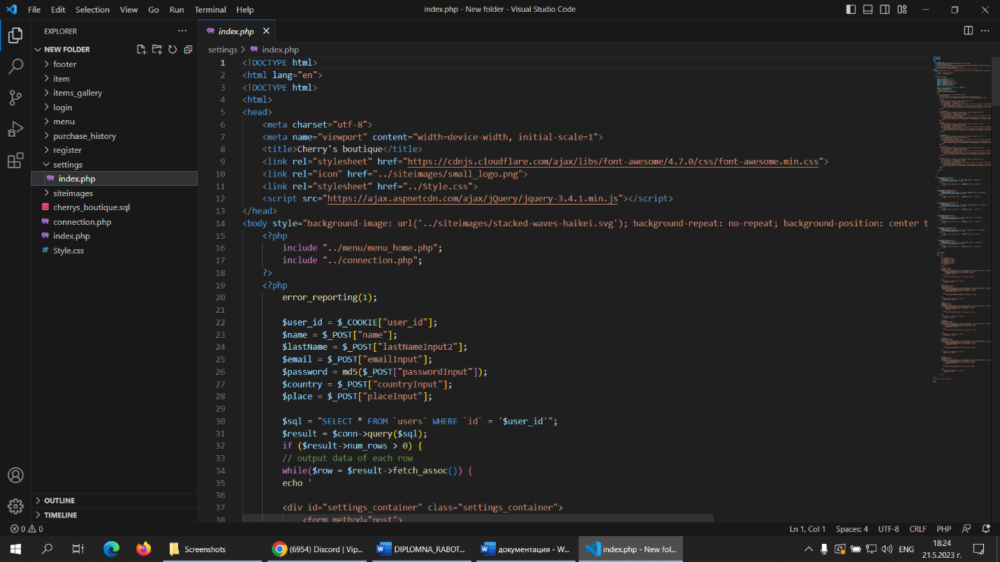 File Edit Selection View Go Run Terminal Help
index.php - New folder - Visual Studio Code
EXPLORER
NEW FOLDER
footer
item
items_gallery
login
menu
purchase_history
register
settings
index.php
siteimages
cherrys_boutique.sql
connection.php
index.php
Style.css
OUTLINE
TIMELINE
index.php
settings > index.php
1 <!DOCTYPE html>
2 <html lang="en">
3 <!DOCTYPE html>
4 <html>
5 <head>
6 <meta charset="utf-8">
7 <meta name="viewport" content="width=device-width, initial-scale=1">
8 <title>Cherry's boutique</title>
9 <link rel="stylesheet" href="https://cdnjs.cloudflare.com/ajax/libs/font-awesome/4.7.0/css/font-awesome.min.css">
10 <link rel="icon" href="../siteimages/small_logo.png">
11 <link rel="stylesheet" href="../Style.css">
12 <script src="https://ajax.aspnetcdn.com/ajax/jQuery/jquery-3.4.1.min.js"></script>
13 </head>
14 <body style="background-image: url('../siteimages/stacked-waves-haikei.svg'); background-repeat: no-repeat; background-position: center t
15 <?php
16 include "../menu/menu_home.php";
17 include "../connection.php";
18 ?>
19 <?php
20 error_reporting(1);
21
22 $user_id = $_COOKIE["user_id"];
23 $name = $_POST["name"];
24 $lastName = $_POST["lastNameInput2"];
25 $email = $_POST["emailInput"];
26 $password = md5($_POST["passwordInput"]);
27 $country = $_POST["countryInput"];
28 $place = $_POST["placeInput"];
29
30 $sql = "SELECT * FROM `users` WHERE `id` = '$user_id'";
31 $result = $conn->query($sql);
32 if ($result->num_rows > 0) {
33 // output data of each row
34 while($row = $result->fetch_assoc()) {
35 echo '
36
37 <div id="settings_container" class="settings_container">
38 <form method="post">
0 0
Ln 1, Col 1 Spaces: 4 UTF-8 CRLF PHP
Screenshots
(6954) Discord | Vip...
DIPLOMNA_RABOT...
документация - W...
index.php - New fol...
ENG
18:24
21.5.2023 г.